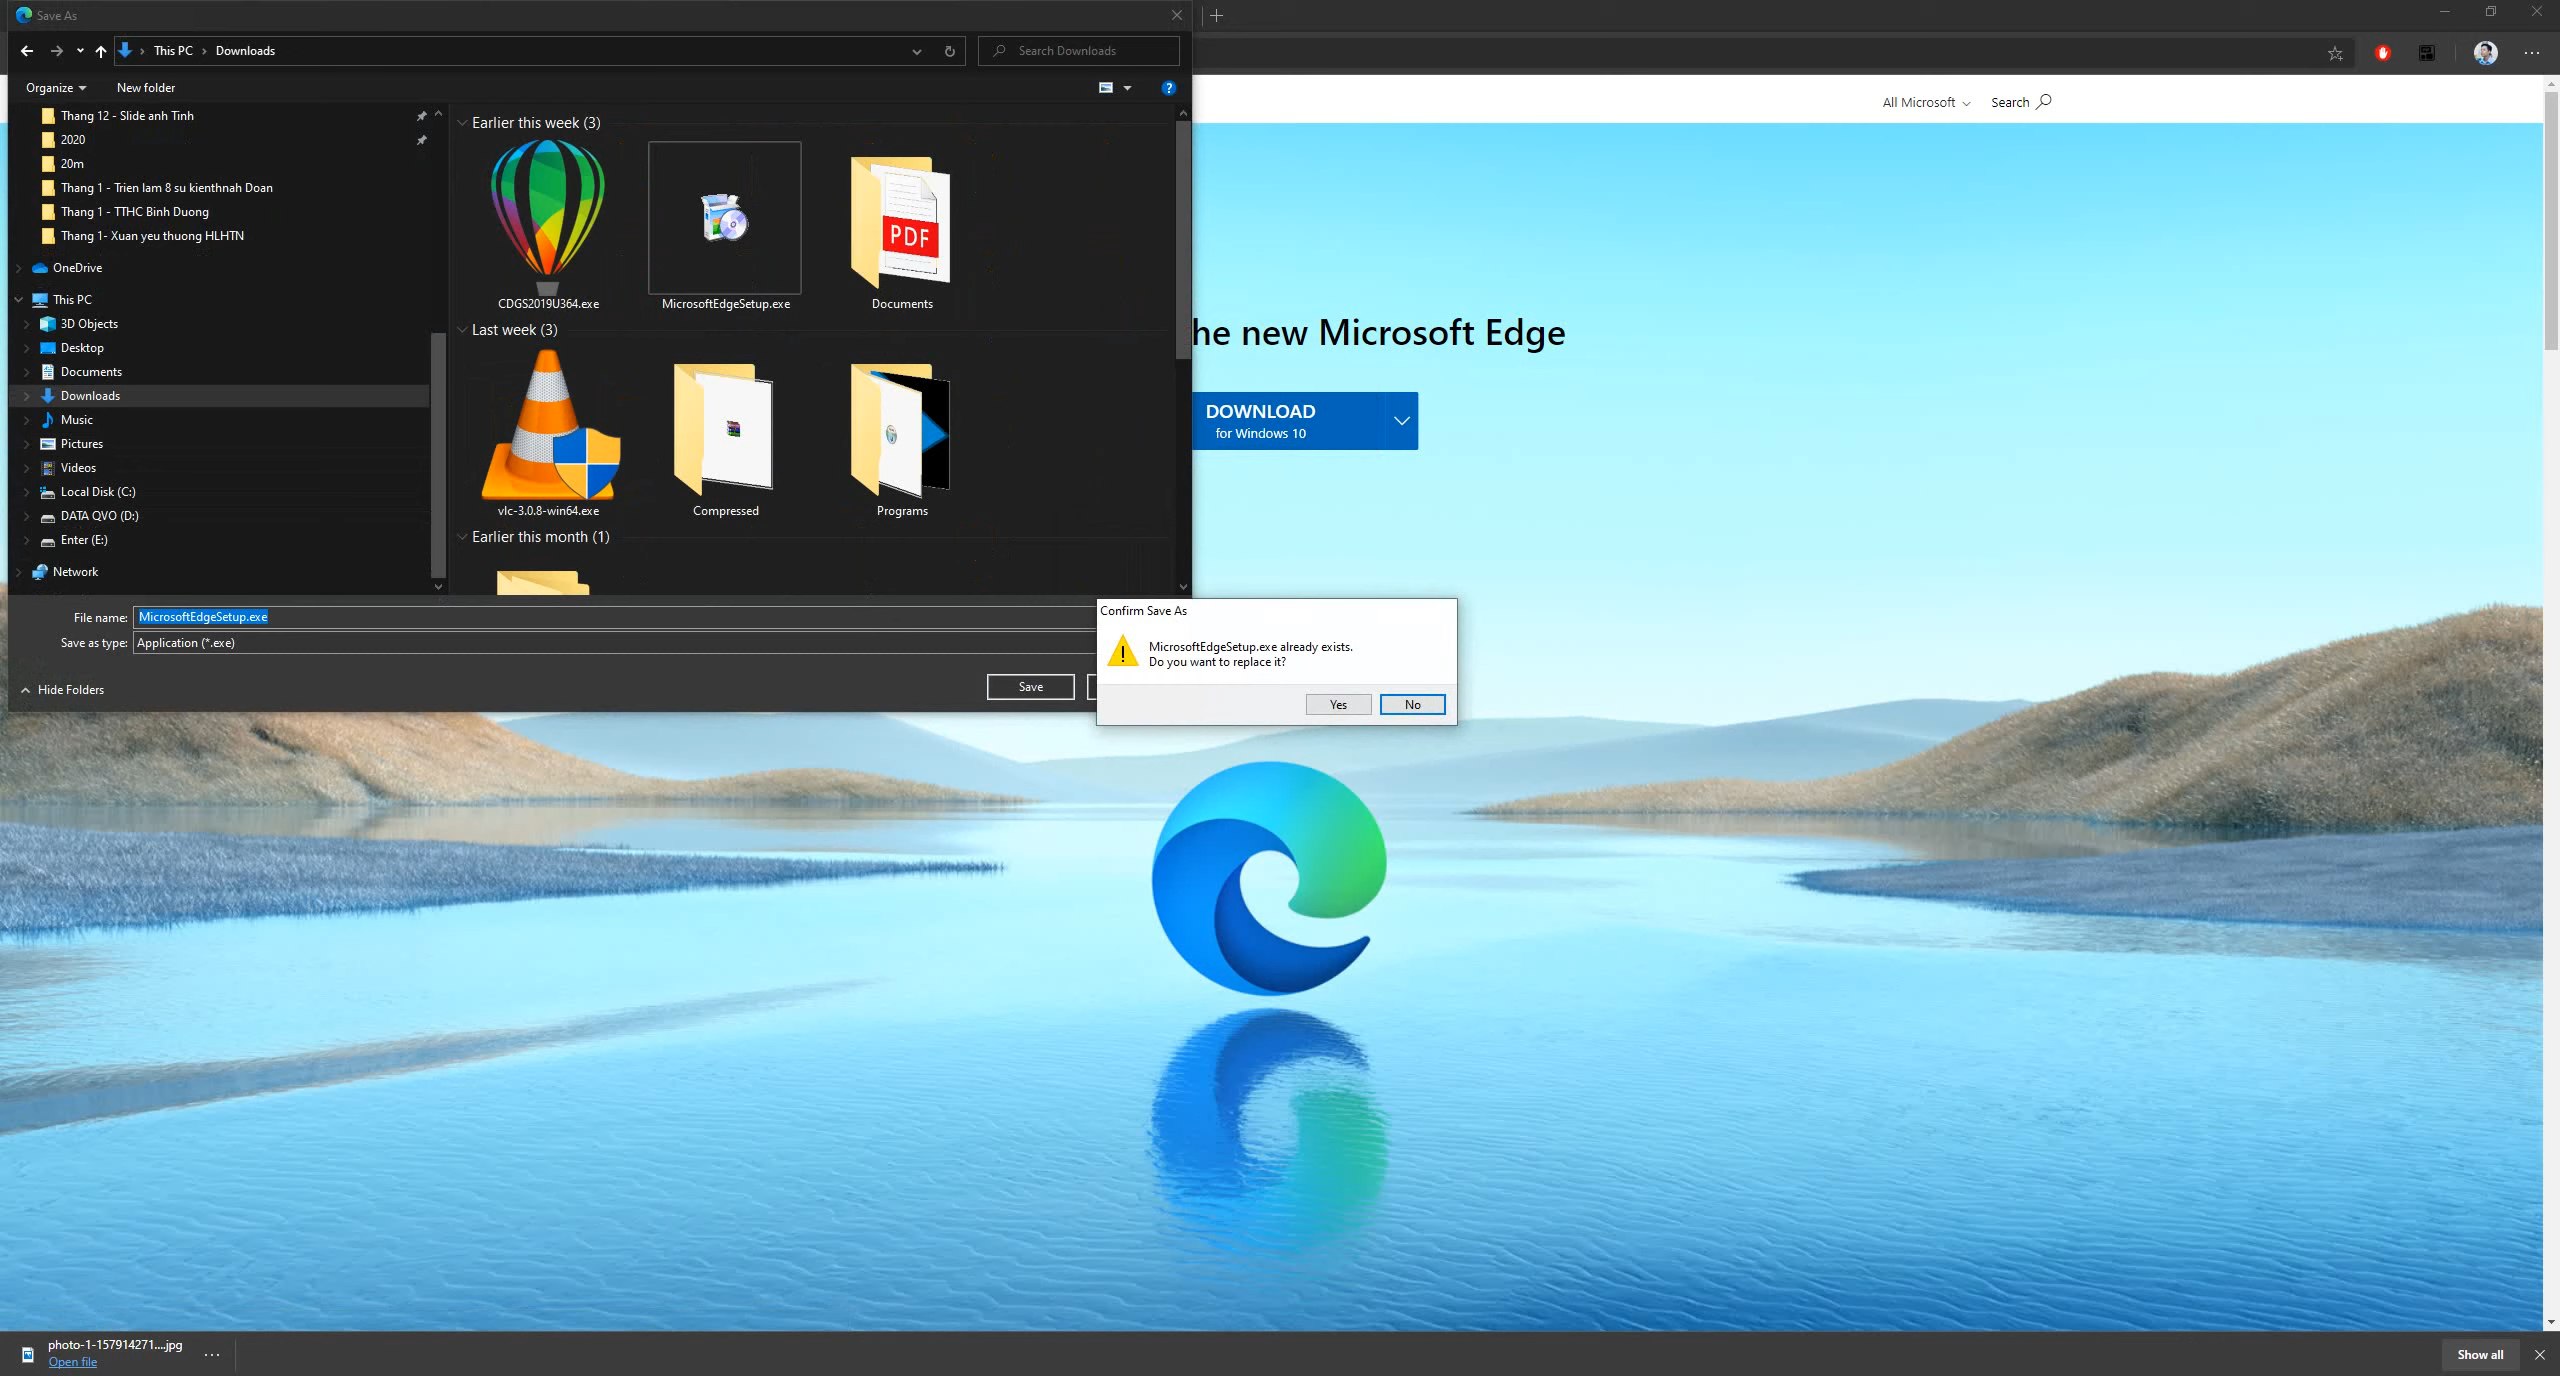 Save As
This PC
Downloads
Search Downloads
Organize
New folder
Thang 12 - Slide anh Tinh
2020
20m
Thang 1 - Trien lam 8 su kienthnah Doan
Thang 1 - TTHC Binh Duong
Thang 1- Xuan yeu thuong HLHTN
OneDrive
This PC
3D Objects
Desktop
Documents
Downloads
Music
Pictures
Videos
Local Disk (C:)
DATA QVO (D:)
Enter (E:)
Network
Earlier this week (3)
PDF
CDGS2019U364.exe
MicrosoftEdgeSetup.exe
Documents
Last week (3)
vlc-3.0.8-win64.exe
Compressed
Programs
Earlier this month (1)
File name:
MicrosoftEdgeSetup.exe
Save as type:
Application (*.exe)
Hide Folders
Save
Confirm Save As
MicrosoftEdgeSetup.exe already exists.
Do you want to replace it?
Yes
No
All Microsoft
Search
he new Microsoft Edge
DOWNLOAD
for Windows 10
photo-1-157914271....jpg
Open file
Show all